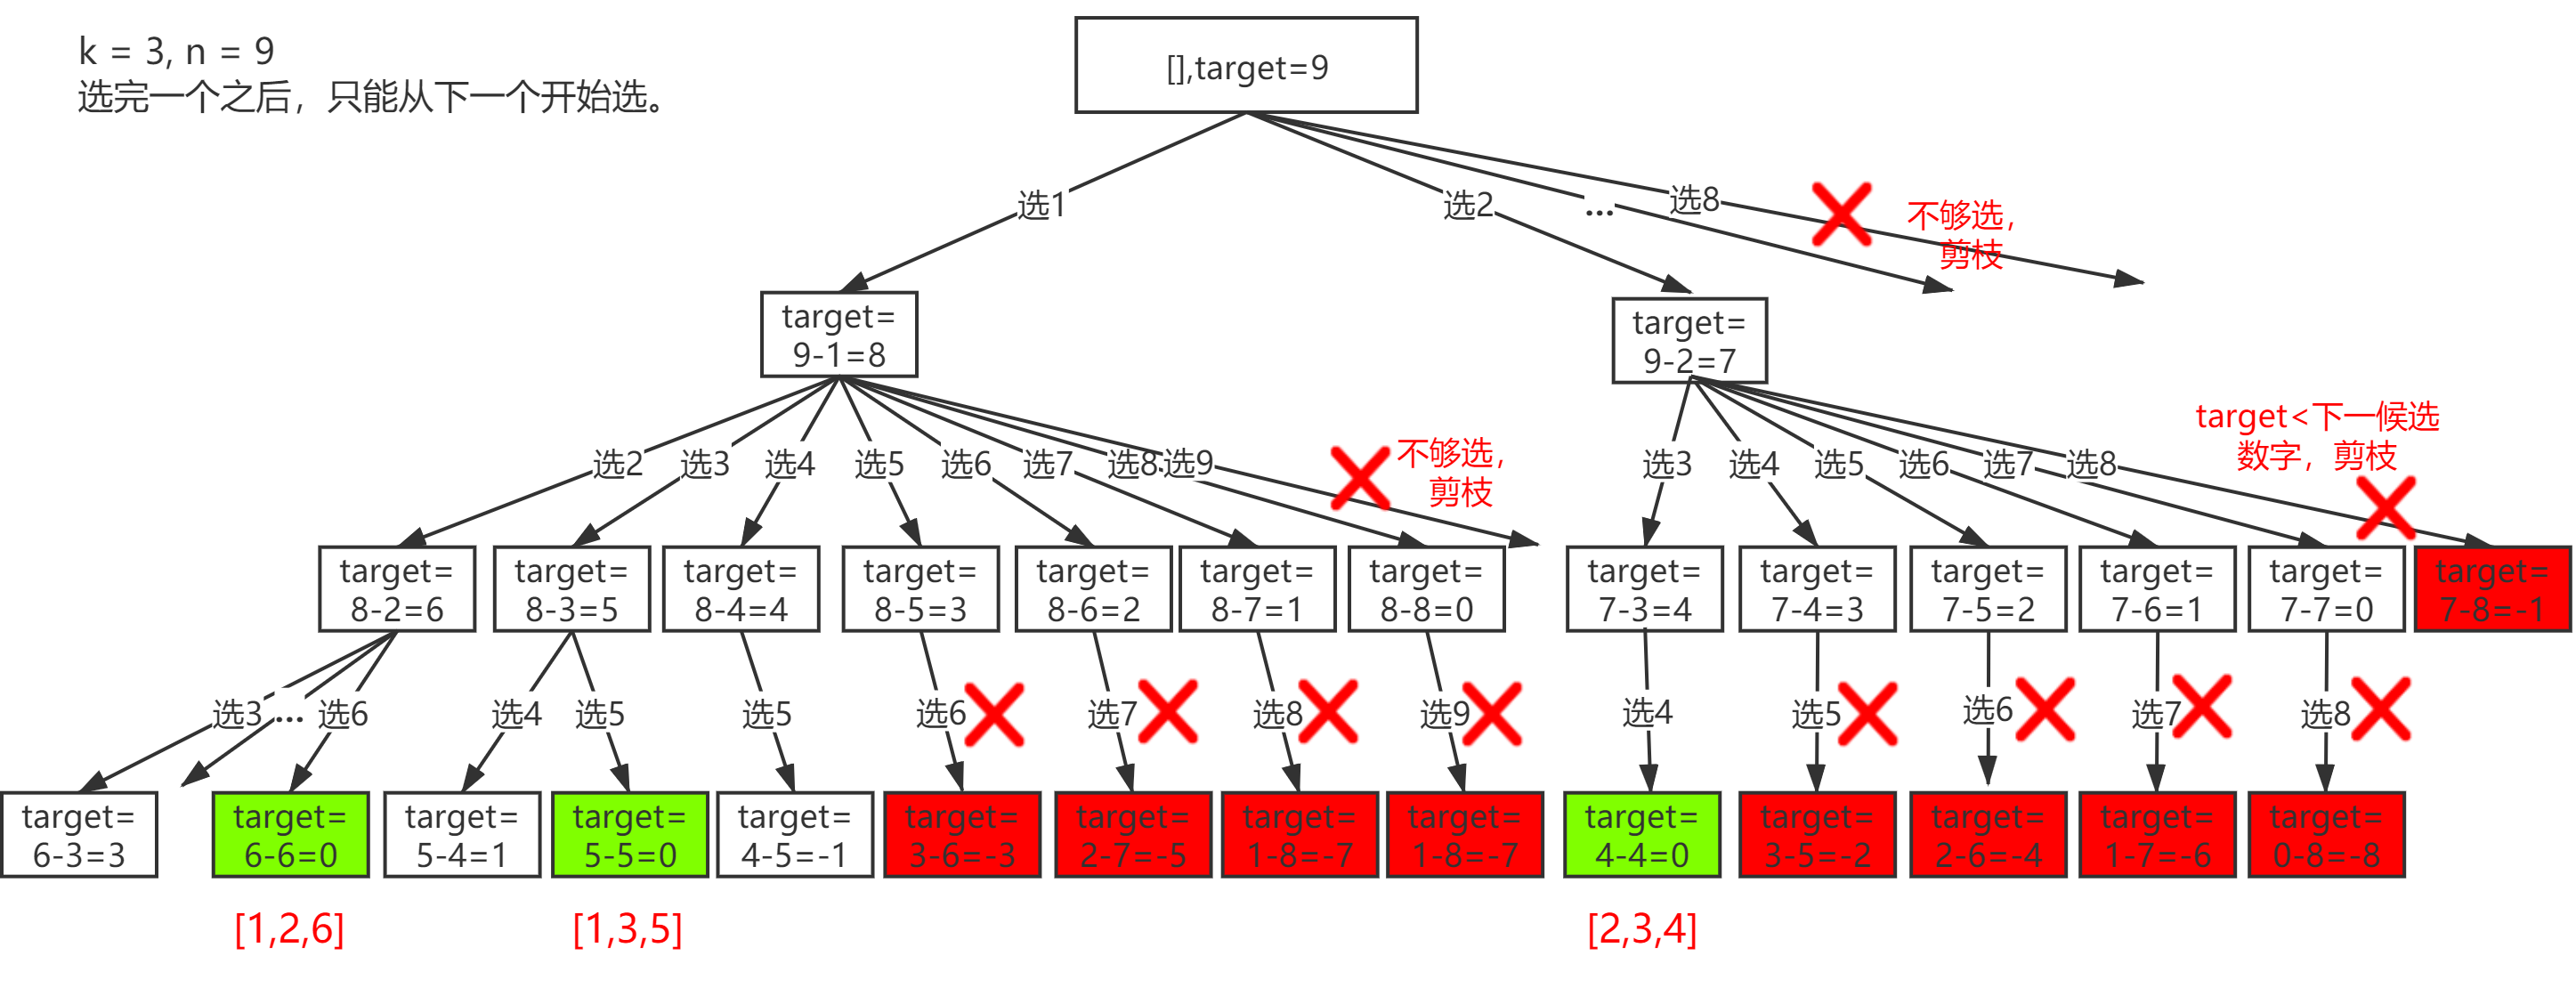 k = 3, n = 9
选完一个之后，只能从下一个开始选。
[],target=9
选1
选2
...
选8
不够选，
剪枝
target=
9-1=8
target=
9-2=7
选2
选3
选4
选5
选6
选7
选8
选9
不够选，
剪枝
选3
选4
选5
选6
选7
选8
target<下一候选
数字，剪枝
target=
8-2=6
target=
8-3=5
target=
8-4=4
target=
8-5=3
target=
8-6=2
target=
8-7=1
target=
8-8=0
target=
7-3=4
target=
7-4=3
target=
7-5=2
target=
7-6=1
target=
7-7=0
target=
7-8=-1
选3
...
选6
选4
选5
选5
选6
选7
选8
选9
选4
选5
选6
选7
选8
target=
6-3=3
target=
6-6=0
target=
5-4=1
target=
5-5=0
target=
4-5=-1
target=
3-6=-3
target=
2-7=-5
target=
1-8=-7
target=
1-8=-7
target=
4-4=0
target=
3-5=-2
target=
2-6=-4
target=
1-7=-6
target=
0-8=-8
[1,2,6]
[1,3,5]
[2,3,4]